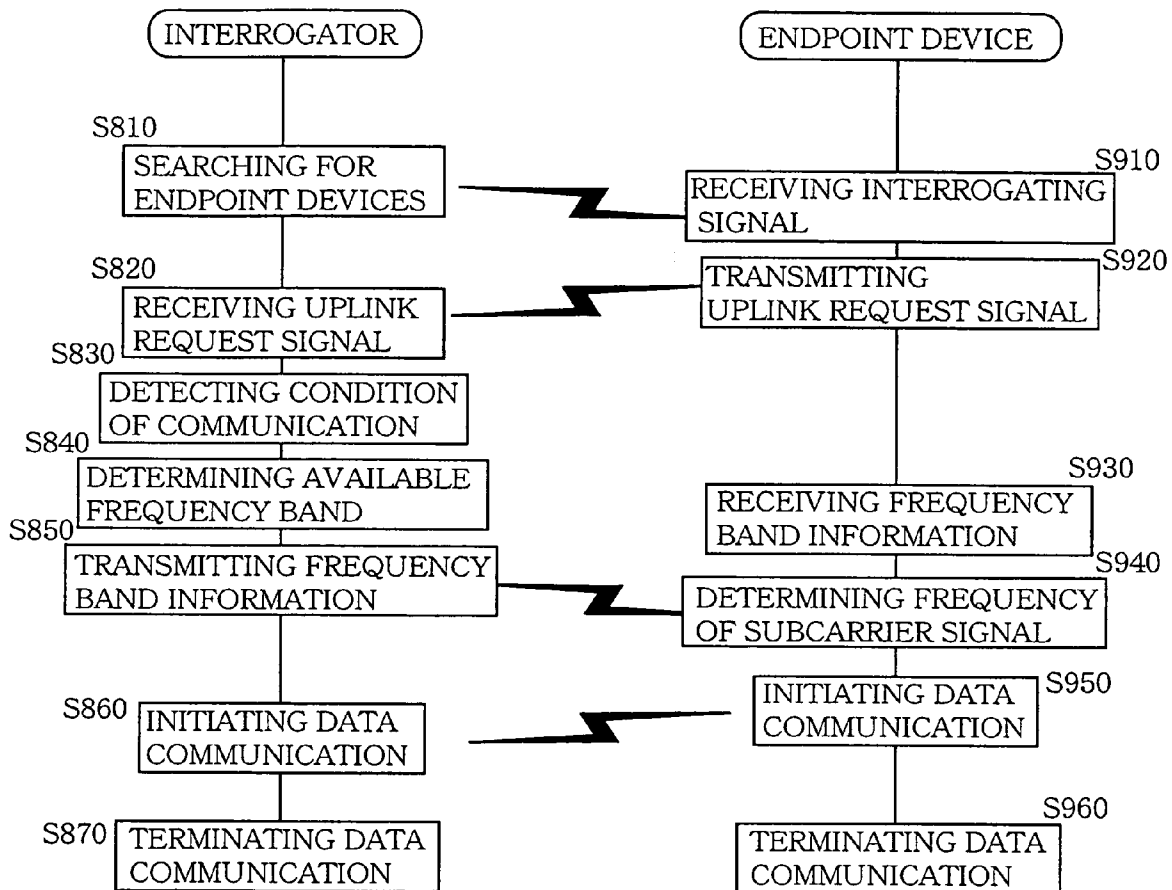 INTERROGATOR
ENDPOINT DEVICE
S810
SEARCHING FOR
ENDPOINT DEVICES
S910
RECEIVING INTERROGATING
SIGNAL
S820
RECEIVING UPLINK
REQUEST SIGNAL
S920
TRANSMITTING
UPLINK REQUEST SIGNAL
S830
DETECTING CONDITION
OF COMMUNICATION
S840
DETERMINING AVAILABLE
FREQUENCY BAND
S930
RECEIVING FREQUENCY
BAND INFORMATION
S850
TRANSMITTING FREQUENCY
BAND INFORMATION
S940
DETERMINING FREQUENCY
OF SUBCARRIER SIGNAL
S860
INITIATING DATA
COMMUNICATION
S950
INITIATING DATA
COMMUNICATION
S870
TERMINATING DATA
COMMUNICATION
S960
TERMINATING DATA
COMMUNICATION